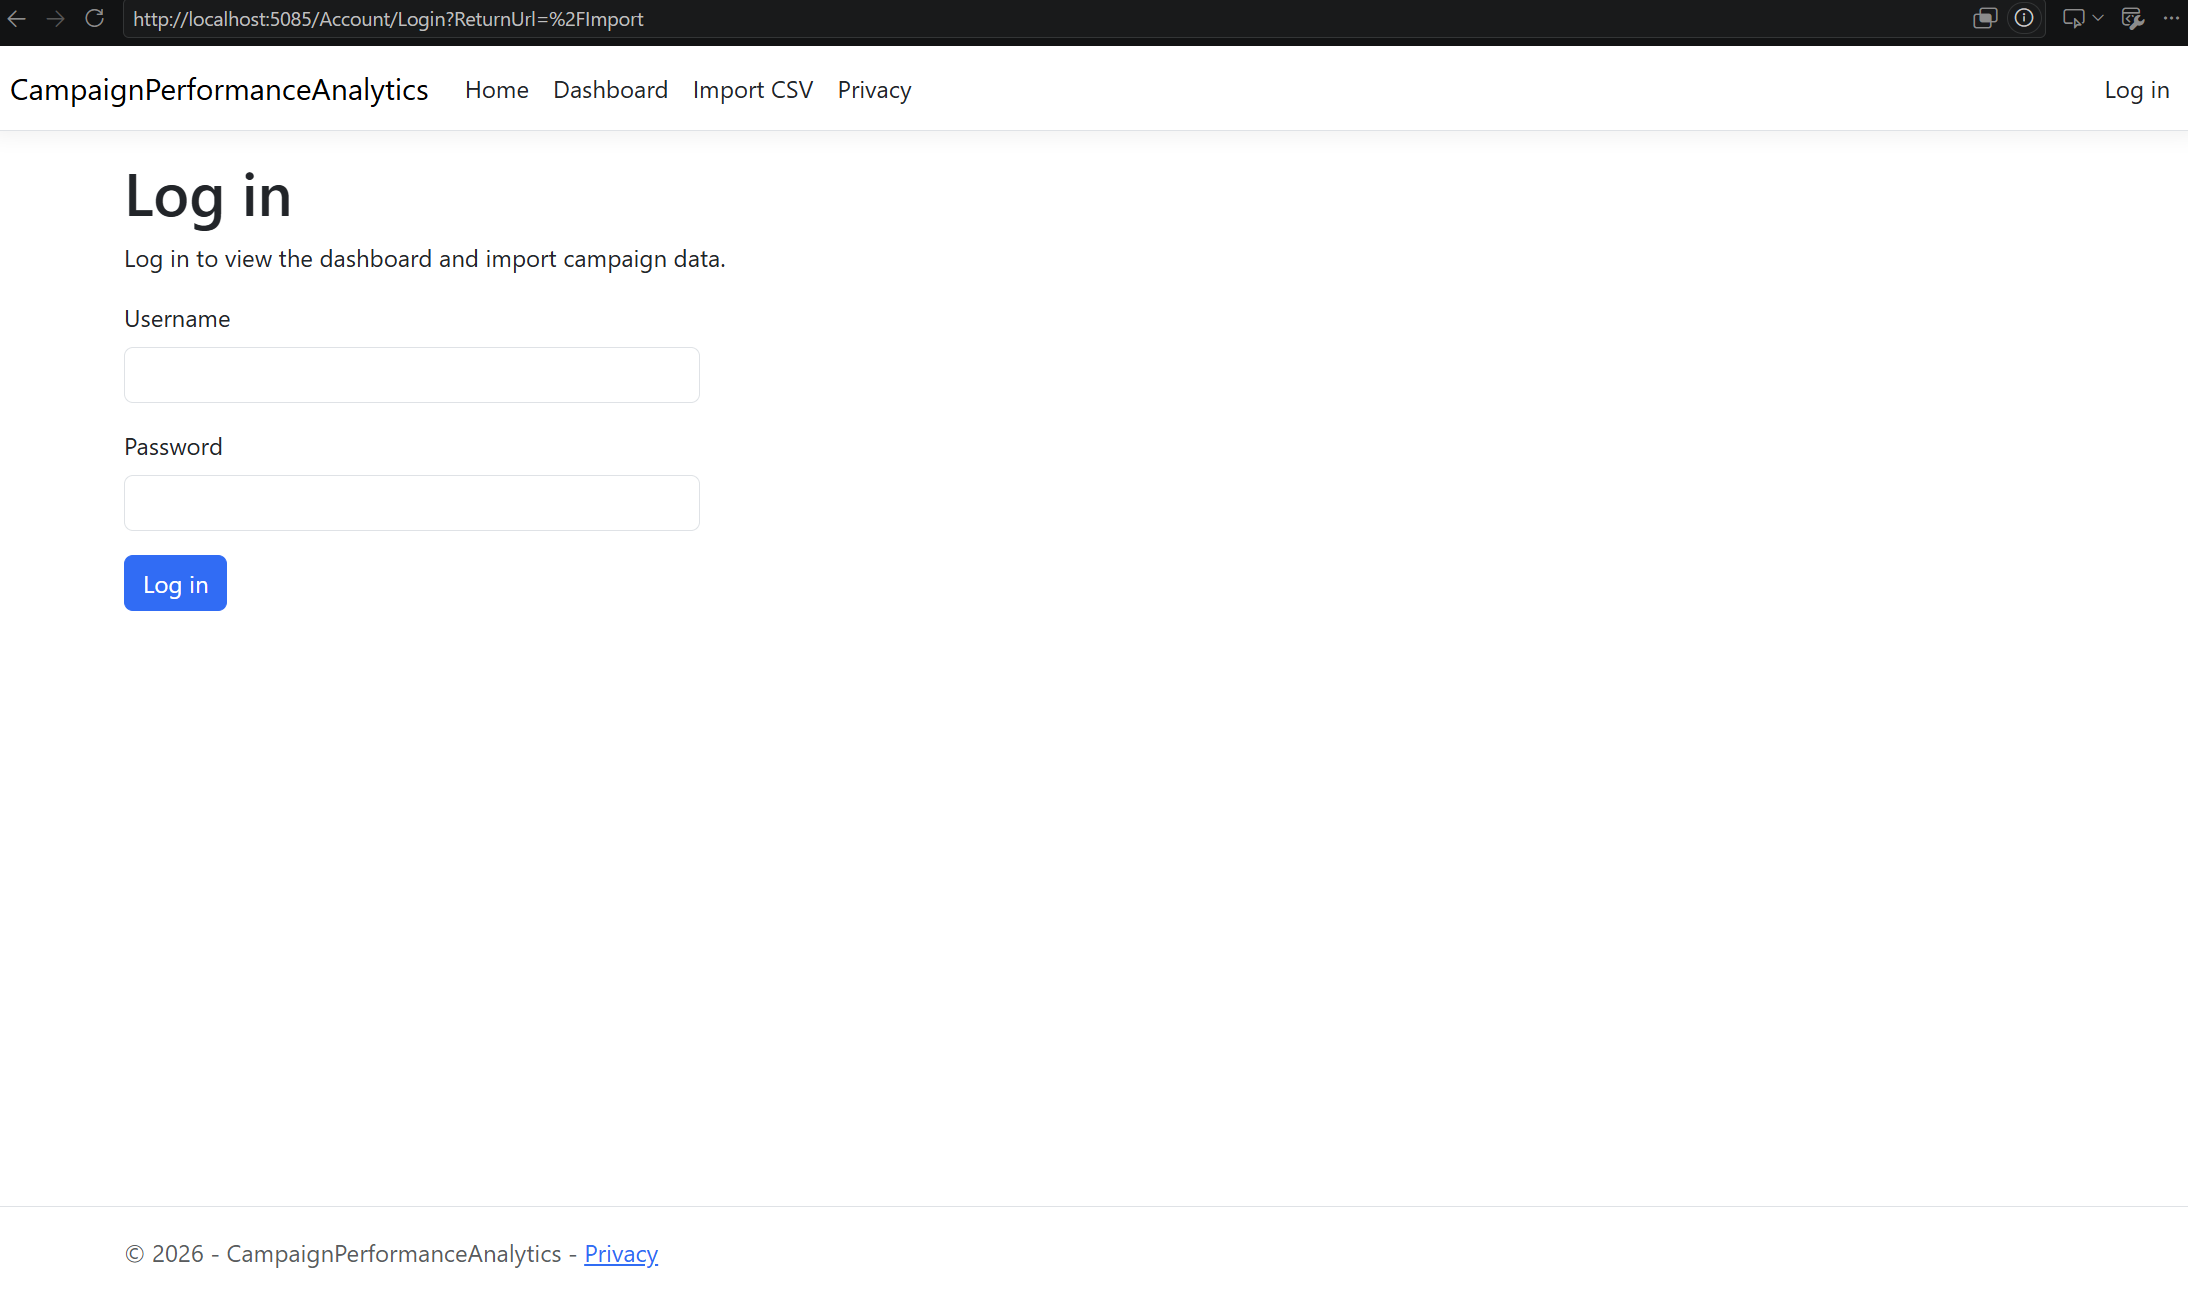 http://localhost:5085/Account/Login?ReturnUrl=%2FImport
CampaignPerformanceAnalytics Home Dashboard Import CSV Privacy Log in
Log in
Log in to view the dashboard and import campaign data.
Username
Password
Log in
© 2026 - CampaignPerformanceAnalytics - Privacy